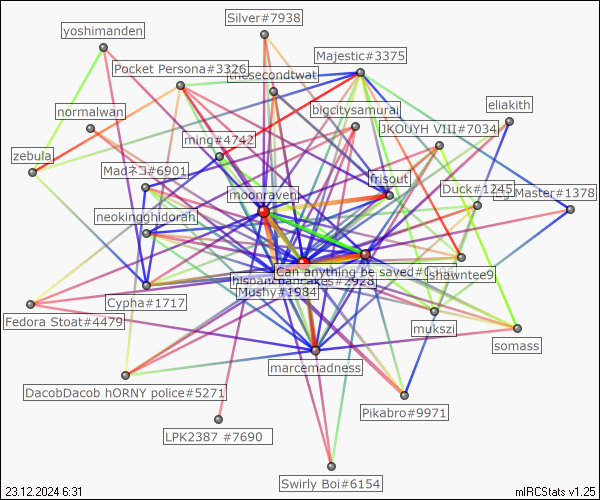 Silver#7938
yoshimanden
Majestic#3375
Pocket Persona#3326
thesecondtwat
eliakith
normalwan
bigcitysamurai
JKOUYH VIII#7034
ming#4742
zebula
Madネコ#6901
frisout
Duck#1245
Master#1378
moonraven
neokingghidorah
Can anything be saved#0
shawntee9
hispanicpancakes#2928
Mushy#1984
Cypha#1717
Fedora Stoat#4479
mukszi
somass
marcemadness
DacobDacob hORNY police#5271
Pikabro#9971
LPK2387 #7690
Swirly Boi#6154
23.12.2024 6:31
mIRCStats v1.25